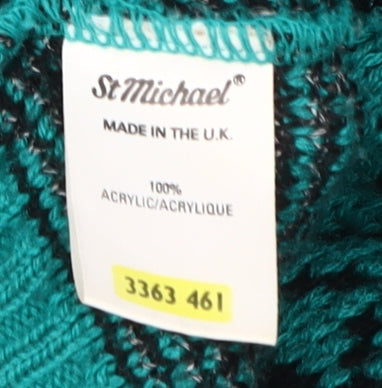 St Michael®
MADE IN THE U.K.
100%
ACRYLIC/ACRYLIQUE
3363 461